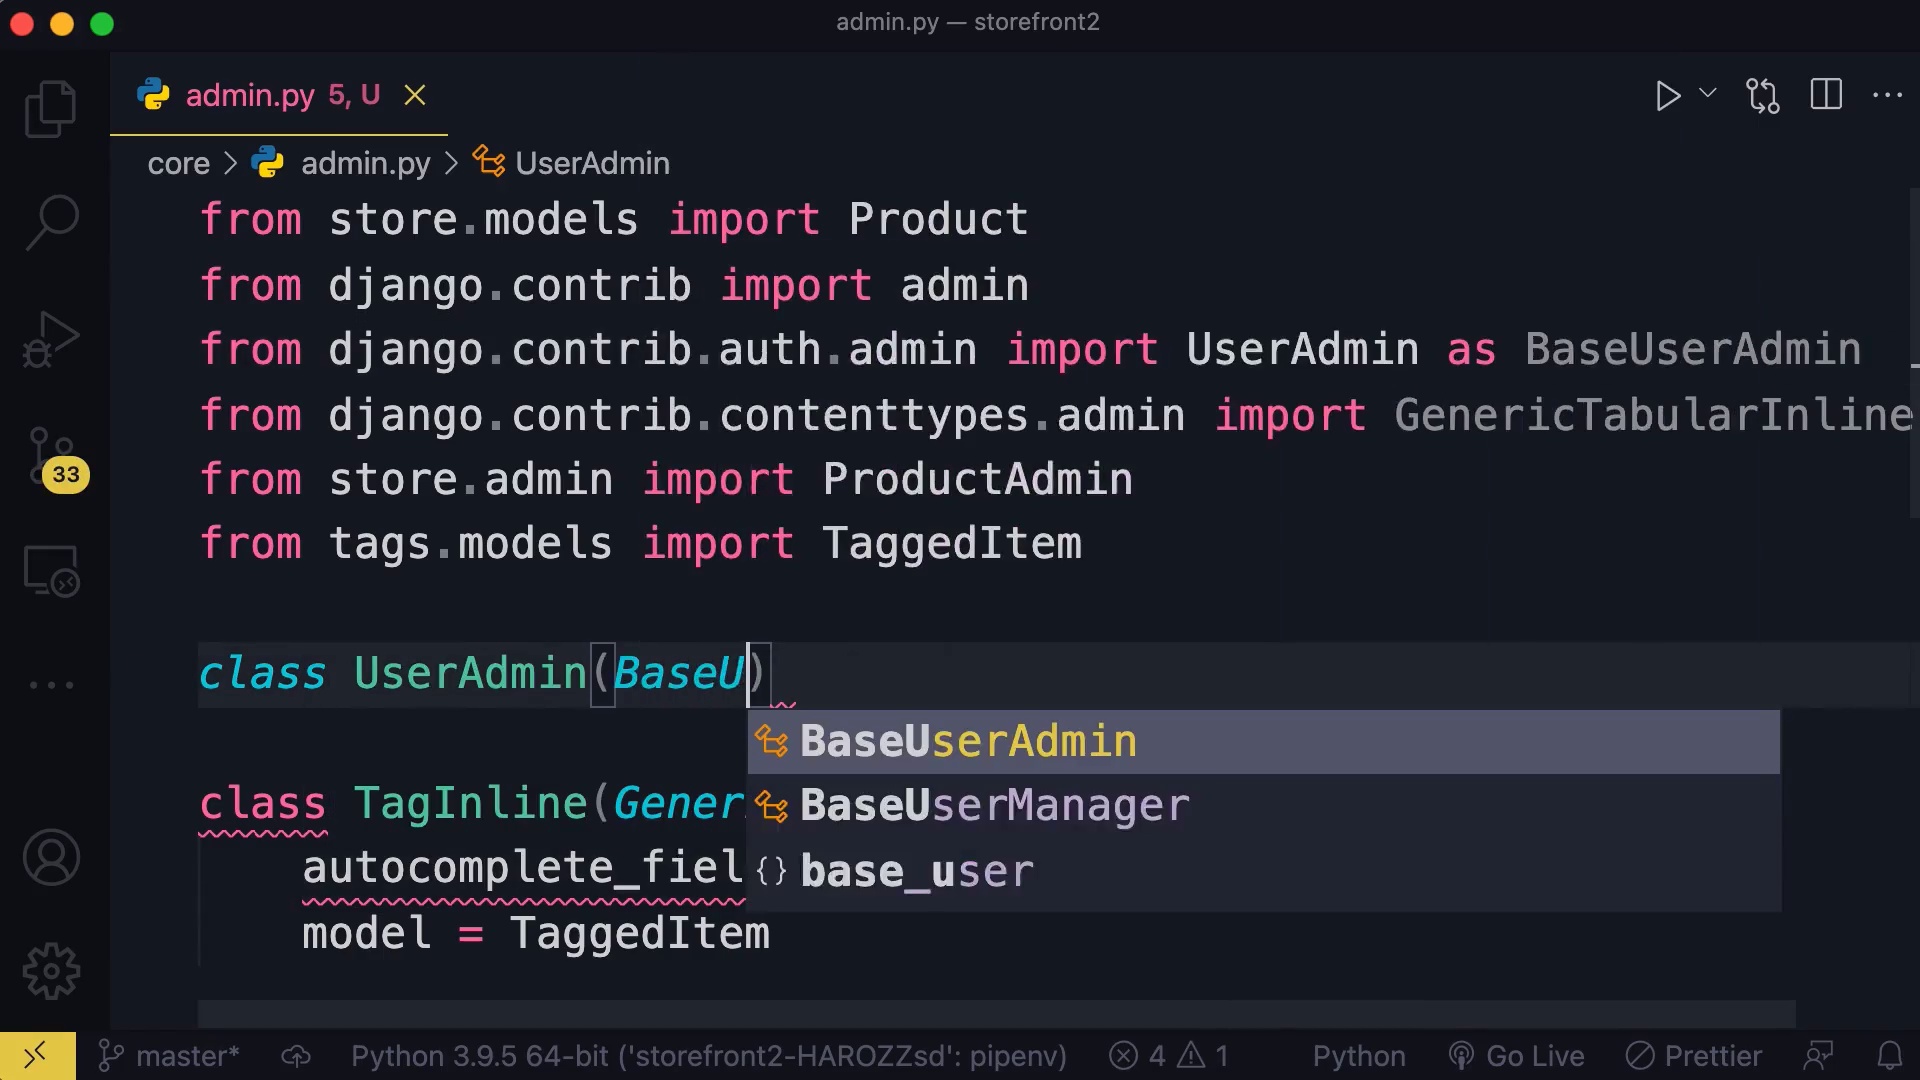 admin.py — storefront2
admin.py 5, U
core > admin.py > UserAdmin
from store.models import Product
from django.contrib import admin
from django.contrib.auth.admin import UserAdmin as BaseUserAdmin
from django.contrib.contenttypes.admin import GenericTabularInline
from store.admin import ProductAdmin
from tags.models import TaggedItem
33
class UserAdmin(BaseU)
BaseUserAdmin
class TagInline(Gener
BaseUserManager
autocomplete_fiel
{} base_user
model = TaggedItem
master* Python 3.9.5 64-bit ('storefront2-HAROZZsd': pipenv) 4 1 Python Go Live Prettier